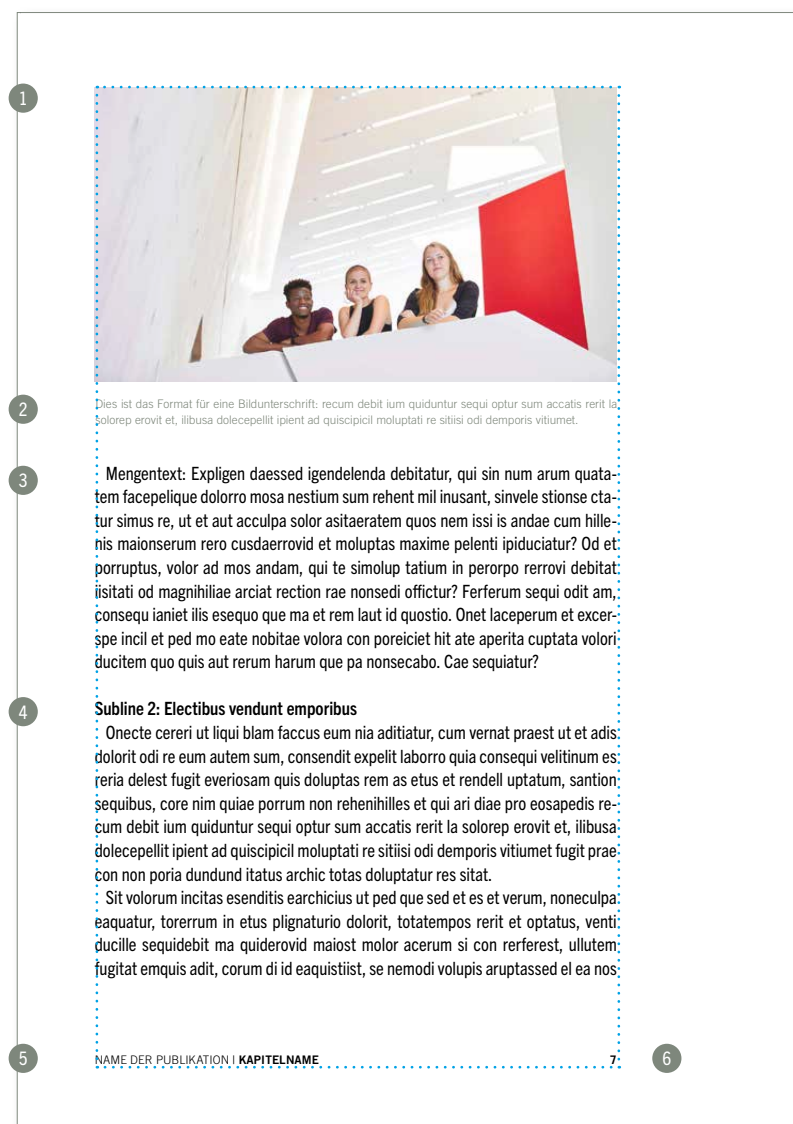 1
2
Dies ist das Format für eine Bildunterschrift: recum debit ium quiduntur sequi optur sum accatis rerit la
solorep erovit et, ilibusa dolecepellit ipient ad quiscipicil moluptati re sitiisi odi demporis vitiumet.
3
Mengentext: Expligen daessed igendelenda debitatur, qui sin num arum quata-
tem facepelique dolorro mosa nestium sum rehent mil inusant, sinvele stionse cta-
tur simus re, ut et aut acculpa solor asitaeratem quos nem issi is andae cum hille-
nis maionserum rero cusdaerrovid et moluptas maxime pelenti ipiduciatur? Od et
porruptus, volor ad mos andam, qui te simolup tatium in perorpo rerrovi debitat
iisitati od magnihiliae arciat rection rae nonsedi offictur? Ferferum sequi odit am,
consequ ianiet ilis esequo que ma et rem laut id quostio. Onet laceperum et excer-
spe incil et ped mo eate nobitae volora con poreiciet hit ate aperita cuptata volori
ducitem quo quis aut rerum harum que pa nonsecabo. Cae sequiatur?
4
Subline 2: Electibus vendunt emporibus
Onecte cereri ut liqui blam faccus eum nia aditiatur, cum vernat praest ut et adis
dolorit odi re eum autem sum, consendit expelit laborro quia consequi velitinum es
reria delest fugit everiosam quis doluptas rem as etus et rendell uptatum, santion
sequibus, core nim quiae porrum non rehenihilles et qui ari diae pro eosapedis re-
cum debit ium quiduntur sequi optur sum accatis rerit la solorep erovit et, ilibusa
dolecepellit ipient ad quiscipicil moluptati re sitiisi odi demporis vitiumet fugit prae
con non poria dundund itatus archic totas doluptatur res sitat.
Sit volorum incitas esenditis earchicius ut ped que sed et es et verum, noneculpa
eaquatur, torerrum in etus plignaturio dolorit, totatempos rerit et optatus, venti
ducille sequidebit ma quiderovid maiost molor acerum si con rerferest, ullutem
fugitat emquis adit, corum di id eaquistiist, se nemodi volupis aruptassed el ea nos
5
NAME DER PUBLIKATION I KAPITELNAME 7
6